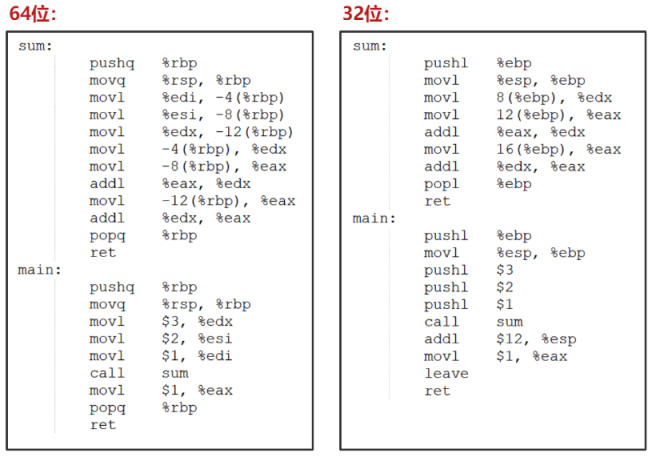 64位:
sum:
pushq %rbp
movq %rsp, %rbp
movl %edi, -4(%rbp)
movl %esi, -8(%rbp)
movl %edx, -12(%rbp)
movl -4(%rbp), %edx
movl -8(%rbp), %eax
addl %eax, %edx
movl -12(%rbp), %eax
addl %edx, %eax
popq %rbp
ret
main:
pushq %rbp
movq %rsp, %rbp
movl $3, %edx
movl $2, %esi
movl $1, %edi
call sum
movl $1, %eax
popq %rbp
ret
32位:
sum:
pushl %ebp
movl %esp, %ebp
movl 8(%ebp), %edx
movl 12(%ebp), %eax
addl %eax, %edx
movl 16(%ebp), %eax
addl %edx, %eax
popl %ebp
ret
main:
pushl %ebp
movl %esp, %ebp
pushl $3
pushl $2
pushl $1
call sum
addl $12, %esp
movl $1, %eax
leave
ret